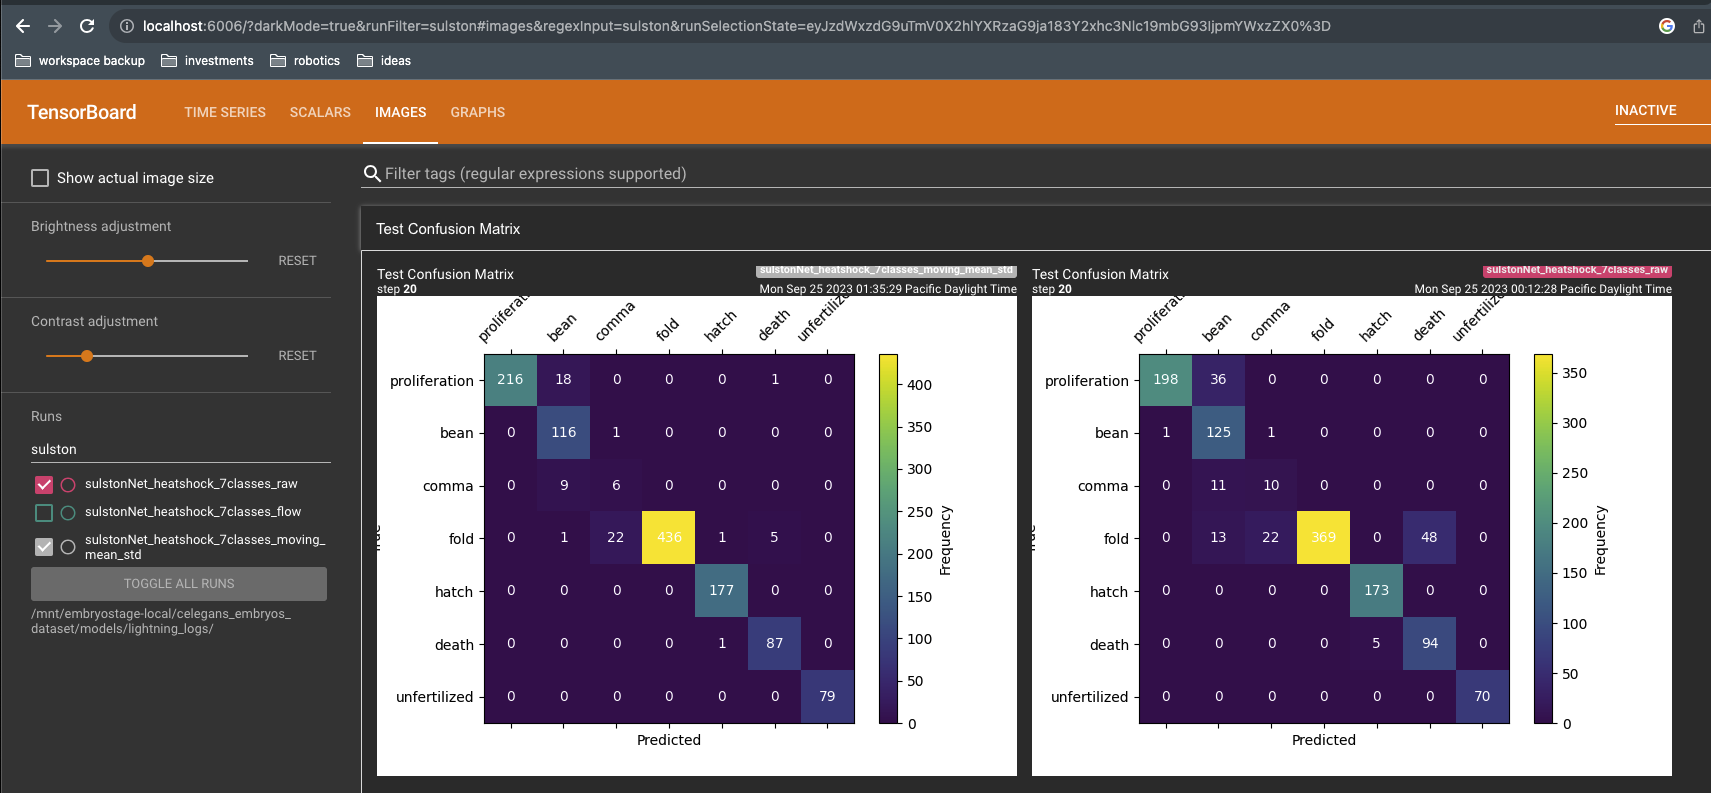 localhost:6006/?darkMode=true&runFilter=sulston#images&regexInput=sulston&runSelectionState=eyJzdWxzdG9uTmV0X2hlYXRzaG9ja183Y2xhc3Nlc19mbG93IjpmYWxzZX0%3D
workspace backup investments robotics ideas
TensorBoard TIME SERIES SCALARS IMAGES GRAPHS INACTIVE
Show actual image size
Brightness adjustment
RESET
Contrast adjustment
RESET
Runs
sulston
sulstonNet_heatshock_7classes_raw
sulstonNet_heatshock_7classes_flow
sulstonNet_heatshock_7classes_moving_
mean_std
TOGGLE ALL RUNS
/mnt/embryostage-local/celegans_embryos_
dataset/models/lightning_logs/
Filter tags (regular expressions supported)
Test Confusion Matrix
Test Confusion Matrix sulstonNet_heatshock_7classes_moving_mean_std
step 20 Mon Sep 25 2023 01:35:29 Pacific Daylight Time
proliferati bean comma fold hatch death unfertilize
proliferation 216 18 0 0 0 1 0
bean 0 116 1 0 0 0 0
comma 0 9 6 0 0 0 0
fold 0 1 22 436 1 5 0
hatch 0 0 0 0 177 0 0
death 0 0 0 0 1 87 0
unfertilized 0 0 0 0 0 0 79
Predicted
400
350
300
250
200
150
100
50
0
Frequency
Test Confusion Matrix sulstonNet_heatshock_7classes_raw
step 20 Mon Sep 25 2023 00:12:28 Pacific Daylight Time
proliferati bean comma fold hatch death unfertilize
proliferation 198 36 0 0 0 0 0
bean 1 125 1 0 0 0 0
comma 0 11 10 0 0 0 0
fold 0 13 22 369 0 48 0
hatch 0 0 0 0 173 0 0
death 0 0 0 0 5 94 0
unfertilized 0 0 0 0 0 0 70
Predicted
350
300
250
200
150
100
50
0
Frequency